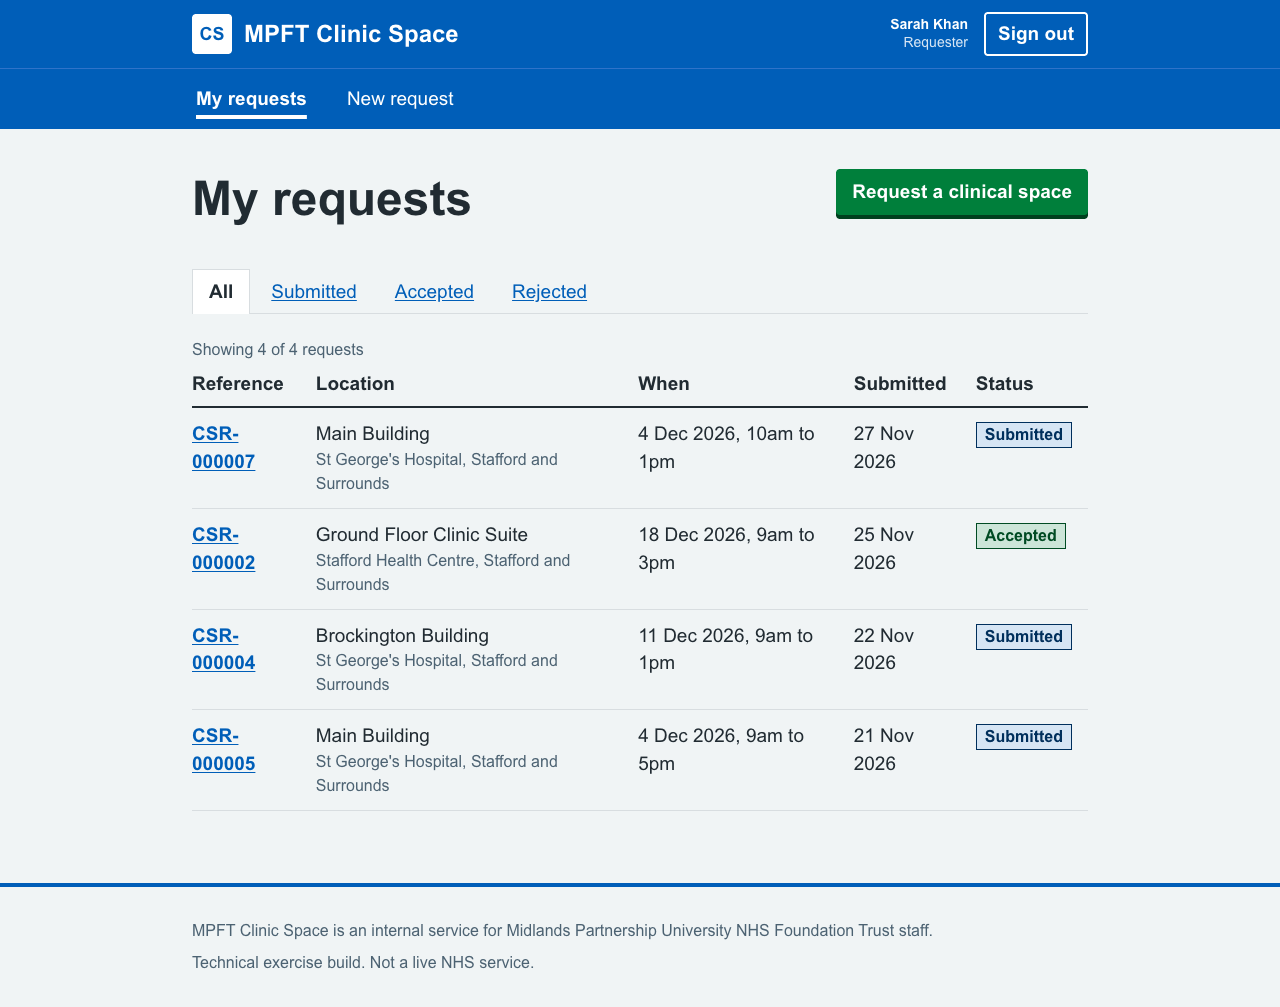 CS MPFT Clinic Space
Sarah Khan
Requester
Sign out
My requests New request
My requests
Request a clinical space
All Submitted Accepted Rejected
Showing 4 of 4 requests
Reference Location When Submitted Status
CSR-
000007
Main Building
St George's Hospital, Stafford and
Surrounds
4 Dec 2026, 10am to
1pm
27 Nov
2026
Submitted
CSR-
000002
Ground Floor Clinic Suite
Stafford Health Centre, Stafford and
Surrounds
18 Dec 2026, 9am to
3pm
25 Nov
2026
Accepted
CSR-
000004
Brockington Building
St George's Hospital, Stafford and
Surrounds
11 Dec 2026, 9am to
1pm
22 Nov
2026
Submitted
CSR-
000005
Main Building
St George's Hospital, Stafford and
Surrounds
4 Dec 2026, 9am to
5pm
21 Nov
2026
Submitted
MPFT Clinic Space is an internal service for Midlands Partnership University NHS Foundation Trust staff.
Technical exercise build. Not a live NHS service.